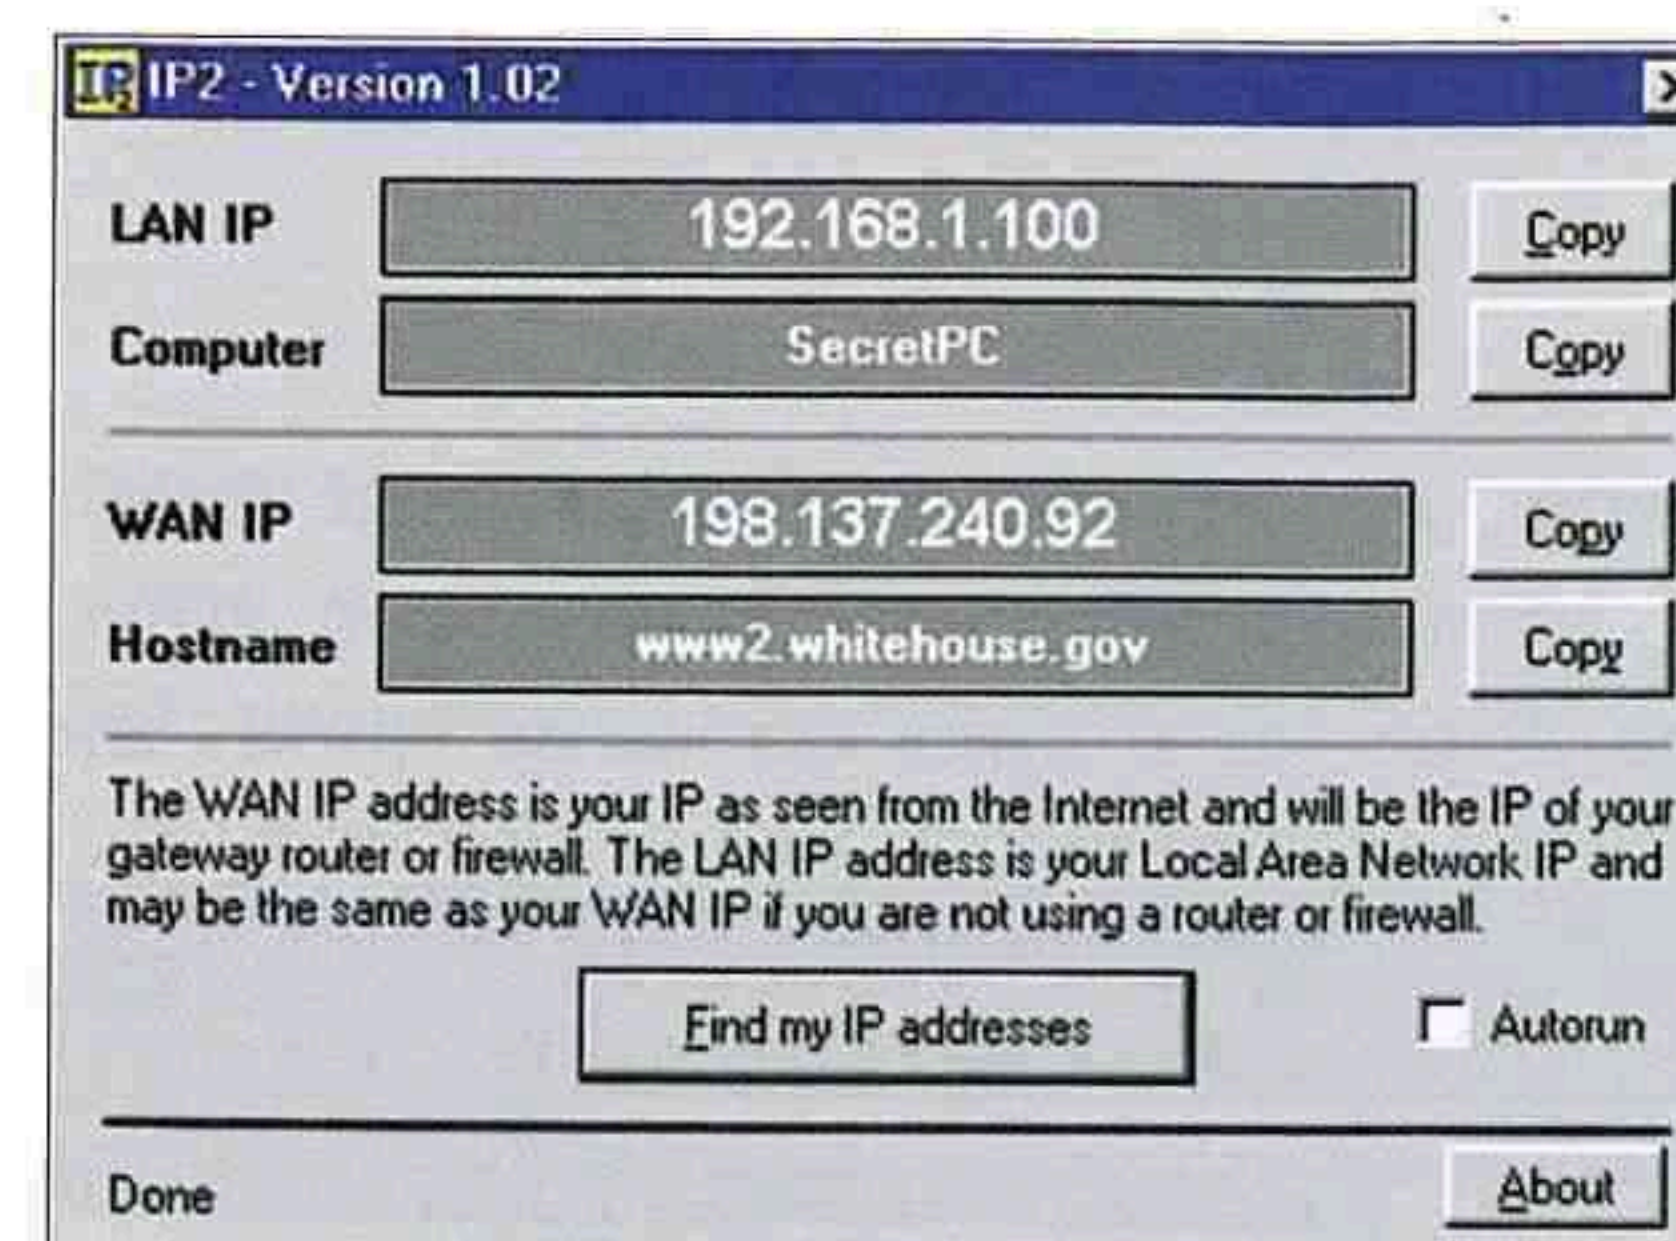 IP2 IP2 - Version 1.02
LAN IP 192.168.1.100 Copy
Computer SecretPC Copy
WAN IP 198.137.240.92 Copy
Hostname www2.whitehouse.gov Copy
The WAN IP address is your IP as seen from the Internet and will be the IP of your
gateway router or firewall. The LAN IP address is your Local Area Network IP and
may be the same as your WAN IP if you are not using a router or firewall.
Find my IP addresses Autorun
Done About